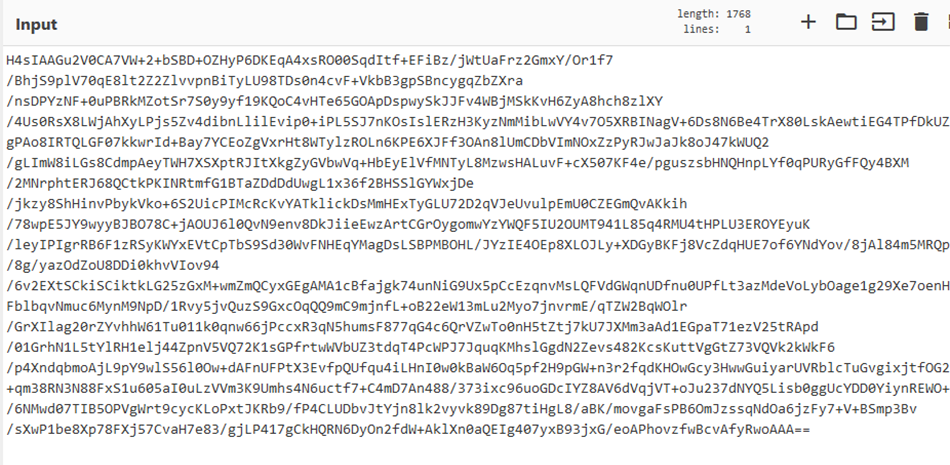 Input
length: 1768
lines: 1
H4sIAAGu2V0CA7VW+2+bSBD+OZHyP6DKEqA4xsRO00SqdItf+EFiBz/jWtUaFrz2GmxY/Or1f7
/BhjS9plV70qE8lt2Z2ZlvvpnBiTyLU98TDs0n4cvF+VkbB3gpSBncygqZbZXra
/nsDPYzNF+0uPBRkMZotSr7S0y9yf19KQoC4vHTe65GOApDspwySkJJFv4WBjMSkKvH6ZyA8hch8zlXY
/4Us0RsX8LWjAhXyLPjs5Zv4dibnLlilEvip0+iPL5SJ7nKOsIslERzH3KyzNmMibLwVY4v7O5XRBINagV+6Ds8N6Be4TrX80LskAewtiEG4TPfDkUZ
gPAo8IRTQLGF07kkwrId+Bay7YCEoZgVxrHt8WTylzROLn6KPE6XJFf3OAn8lUmCDbVImNOxZzPyRJwJaJk8oJ47kWUQ2
/gLImW8iLGs8CdmpAeyTWH7XSXptRJItXkgZyGVbwVq+HbEyElVfMNTyL8MzwsHALuvF+cX507KF4e/pguszsbHNQHnpLYf0qPURyGfFQy4BXM
/2MNrphtERJ68QCtkPKINRtmfG1BTaZDdDdUwgL1x36f2BHSSlGYWxjDe
/jkzy8ShHinvPbykVko+6S2UicPIMcRcKvYATklickDsMmHExTyGLU72D2qVJeUvulpEmU0CZEGmQvAKkih
/78wpE5JY9wyyBJBO78C+jAOUJ6l0QvN9env8DkJiieEwzArtCGrOygomwYzYWQF5IU2OUMT941L85q4RMU4tHPLU3EROYEyuK
/leyIPIgrRB6F1zRSyKWYxEVtCpTbS9Sd30WvFNHEqYMagDsLSBPMBOHL/JYzIE4OEp8XLOJLy+XDGyBKFj8VcZdqHUE7of6YNdYov/8jAl84m5MRQp
/8g/yazOdZoU8DDi0khvVIov94
/6v2EXtSCkiSCiktkLG25zGxM+wmZmQCyxGEgAMA1cBfajgk74unNiG9Ux5pCcEzqnvMsLQFVdGWqnUDfnu0UPfLt3azMdeVoLybOage1g29Xe7oenH
FblbqvNmuc6MynM9NpD/1Rvy5jvQuzS9GxcOqQQ9mC9mjnfL+oB22eW13mLu2Myo7jnvrmE/qTZW2BqWOlr
/GrXIlag20rZYvhhW61Tu011k0qnw66jPccxR3qN5humsF877qG4c6QrVZwTo0nH5tZtj7kU7JXMm3aAd1EGpaT71ezV25tRApd
/01GrhN1L5tYlRH1elj44ZpnV5VQ72K1sGPfrtwWVbUZ3tdqT4PcWPJ7JquqKMhslGgdN2Zevs482KcsKuttVgGtZ73VQVk2kWkF6
/p4XndqbmoAjL9pY9wlS56l0Ow+dAFnUFPtX3EvfpQUfqu4iLHnI0w0kBaW6Oq5pf2H9pGW+n3r2fqdKHOwGcy3HwwGuiyarUVRblcTuGvgixjtfOG2
+qm38RN3N88FxS1u605aI0uLzVVm3K9Umhs4N6uctf7+C4mD7An488/373ixc96uoGDcIYZ8AV6dVqjVT+oJu237dNYQ5Lisb0ggUcYDD0YiynREWO+
/6NMwd07TIB5OPVgWrt9cycKLoPxtJKRb9/fP4CLUDbvJtYjn8lk2vyvk89Dg87tiHgL8/aBK/movgaFsPB6OmJzssqNdOa6jzFy7+V+BSmp3Bv
/sXwP1be8Xp78FXj57CvaH7e83/gjLP417gCkHQRN6DyOn2fdW+AklXn0aQEIg407yxB93jxG/eoAPhovzfwBcvAfyRwoAAA==